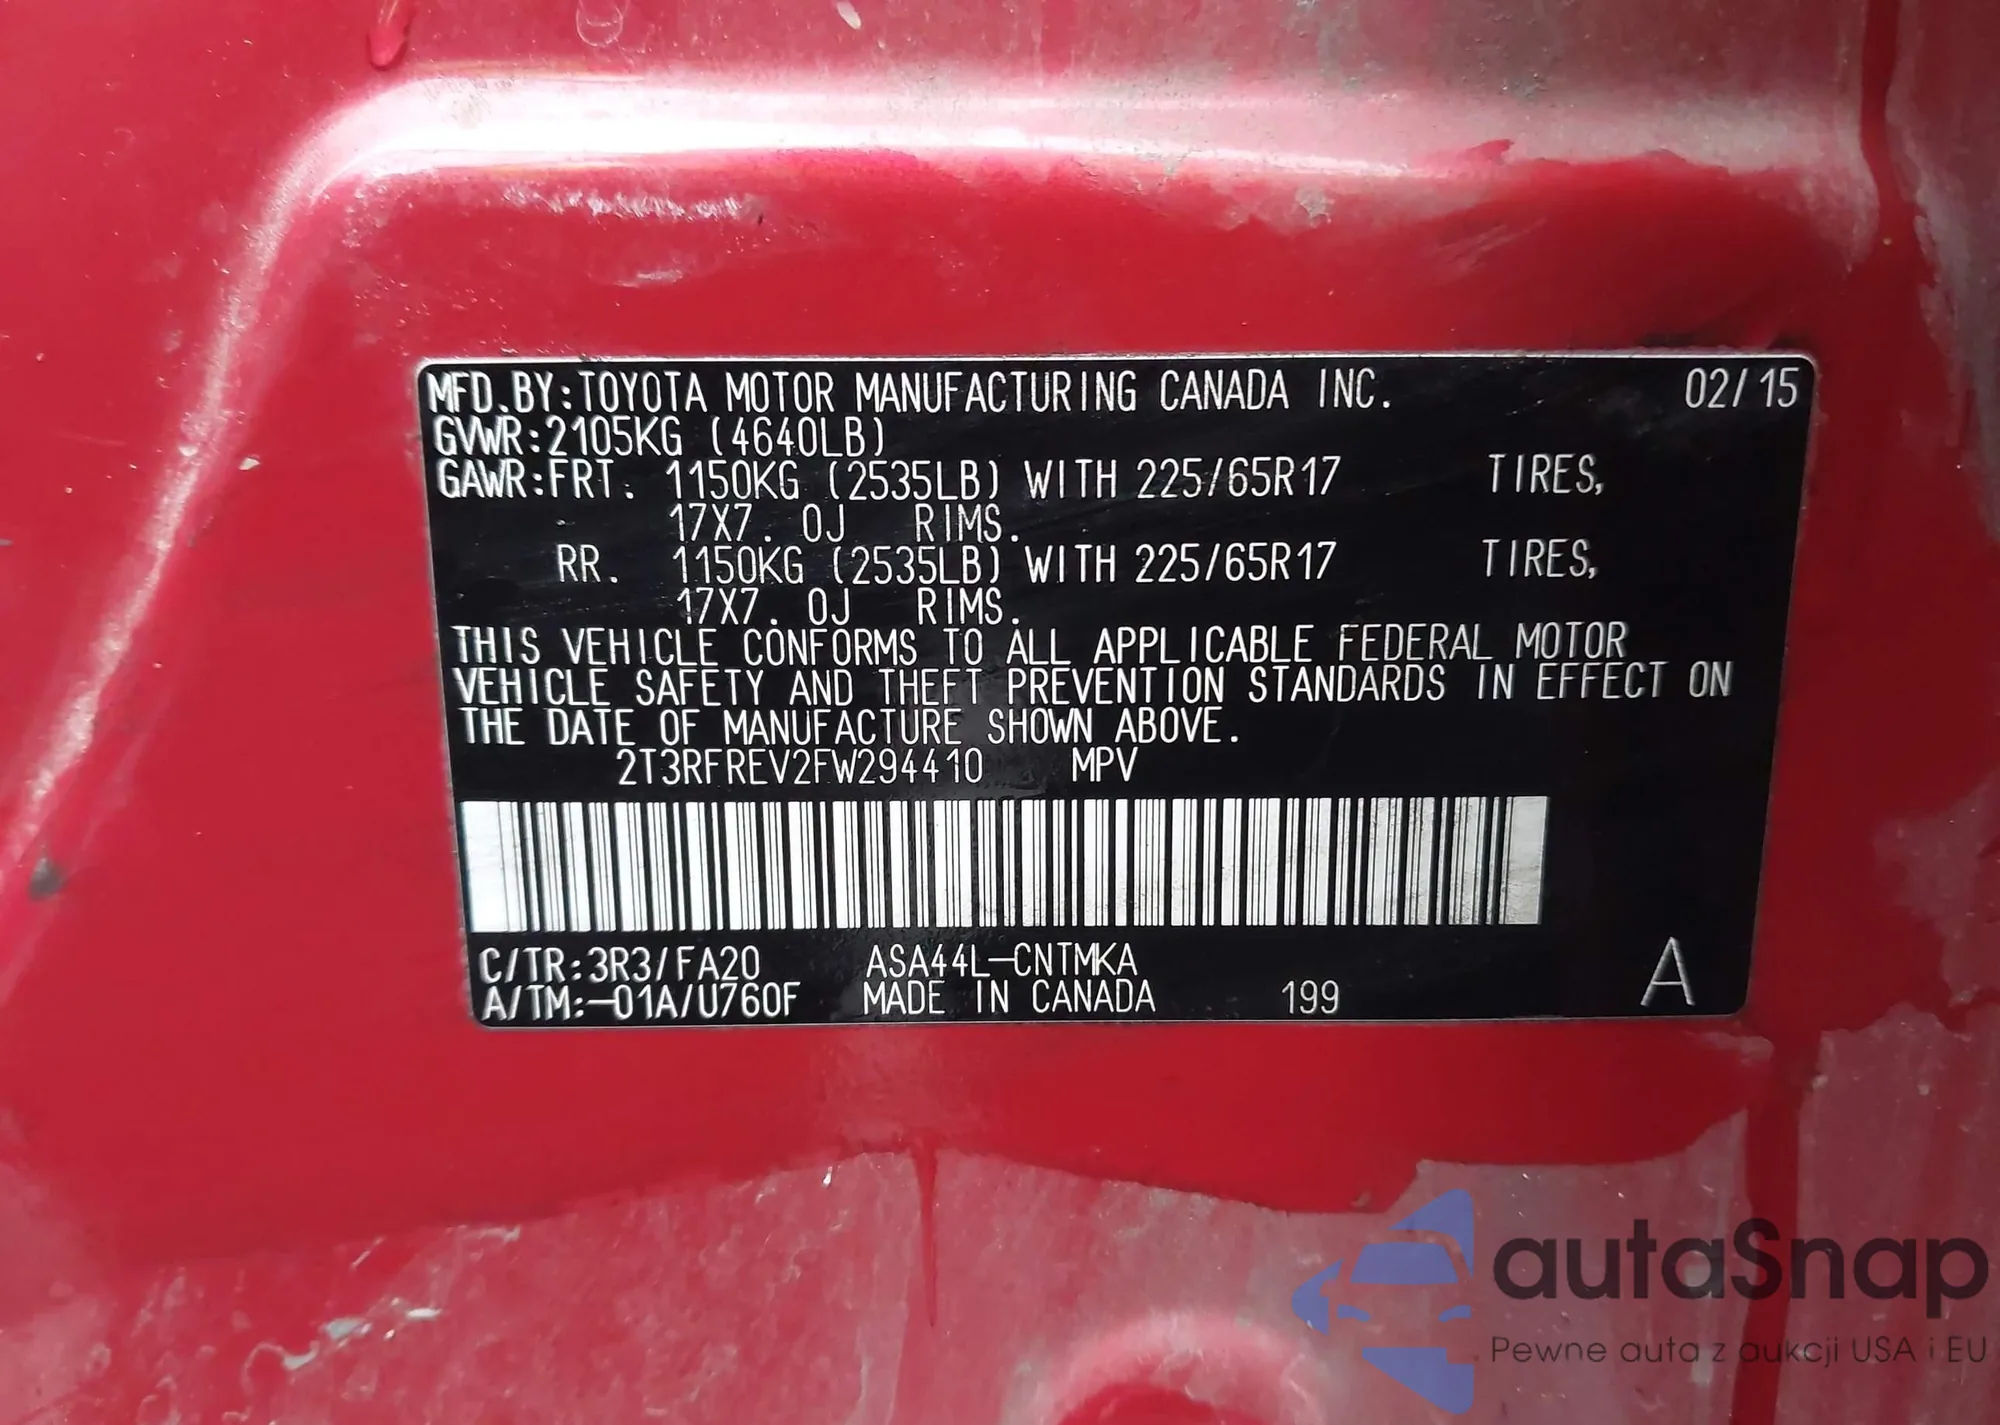 MFD.BY:TOYOTA MOTOR MANUFACTURING CANADA INC. 02/15
GVWR:2105KG (4640LB)
GAWR:FRT. 1150KG (2535LB) WITH 225/65R17 TIRES,
17X7. 0J RIMS.
RR. 1150KG (2535LB) WITH 225/65R17 TIRES,
17X7. 0J RIMS.
THIS VEHICLE CONFORMS TO ALL APPLICABLE FEDERAL MOTOR
VEHICLE SAFETY AND THEFT PREVENTION STANDARDS IN EFFECT ON
THE DATE OF MANUFACTURE SHOWN ABOVE.
2T3RFREV2FW294410 MPV
C/TR:3R3/FA20 ASA44L-CNTMKA A
A/TM:-01A/U760F MADE IN CANADA 199
autaSnap
Pewne auta z aukcji USA i EU